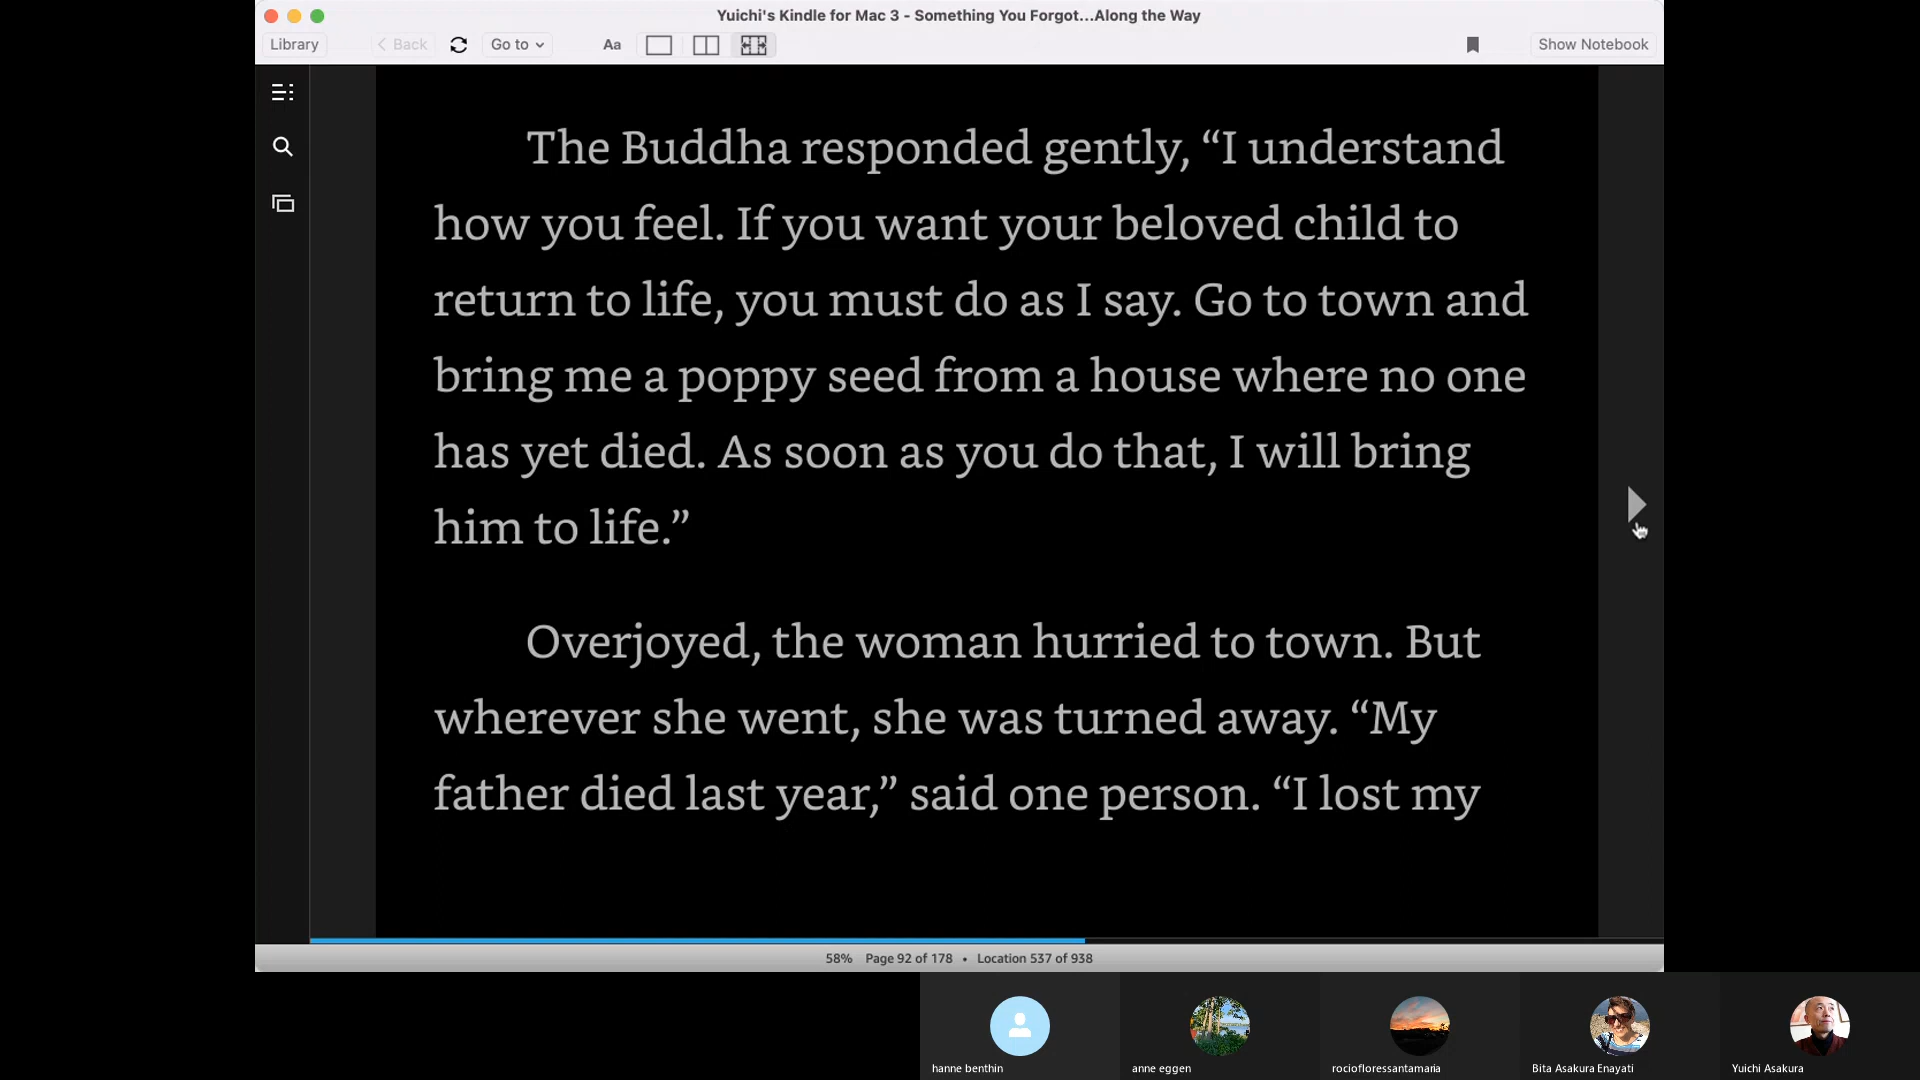 Yuichi's Kindle for Mac 3 - Something You Forgot...Along the Way
Library
Back
Go to
Aa
Show Notebook
The Buddha responded gently, “I understand
how you feel. If you want your beloved child to
return to life, you must do as I say. Go to town and
bring me a poppy seed from a house where no one
has yet died. As soon as you do that, I will bring
him to life.”
Overjoyed, the woman hurried to town. But
wherever she went, she was turned away. “My
father died last year,” said one person. “I lost my
58% Page 92 of 178 • Location 537 of 938
hanne benthin
anne eggen
rociofloressantamaria
Bita Asakura Enayati
Yuichi Asakura